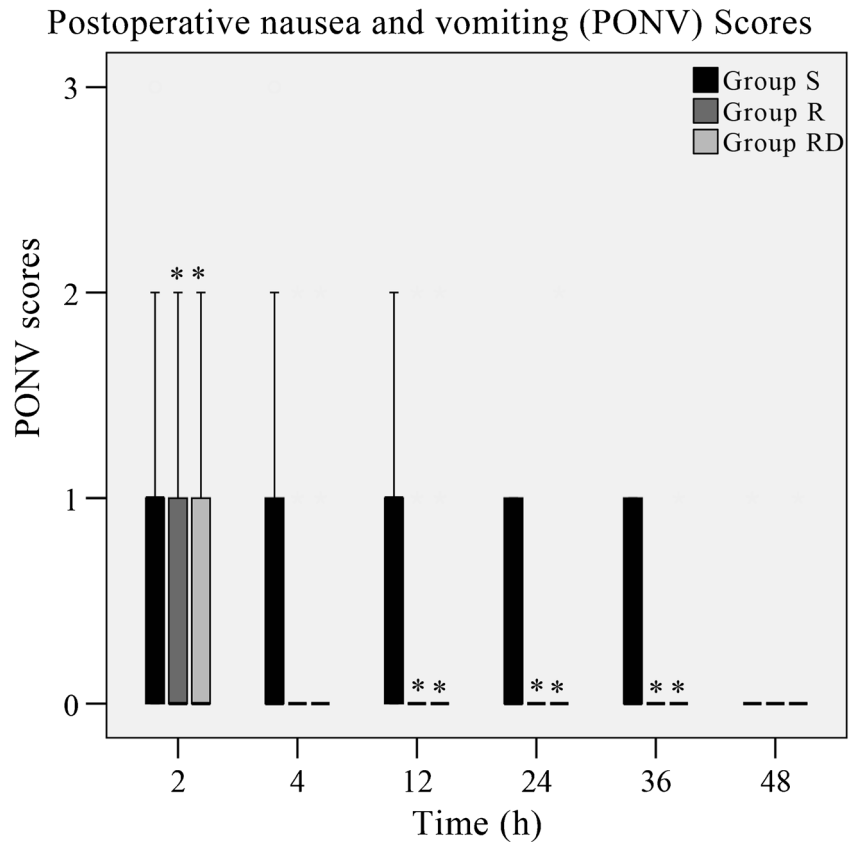 Postoperative nausea and vomiting (PONV) Scores
Group S
Group R
Group RD
PONV scores
3
2
1
0
* *
* *
* *
* *
2 4 12 24 36 48
Time (h)